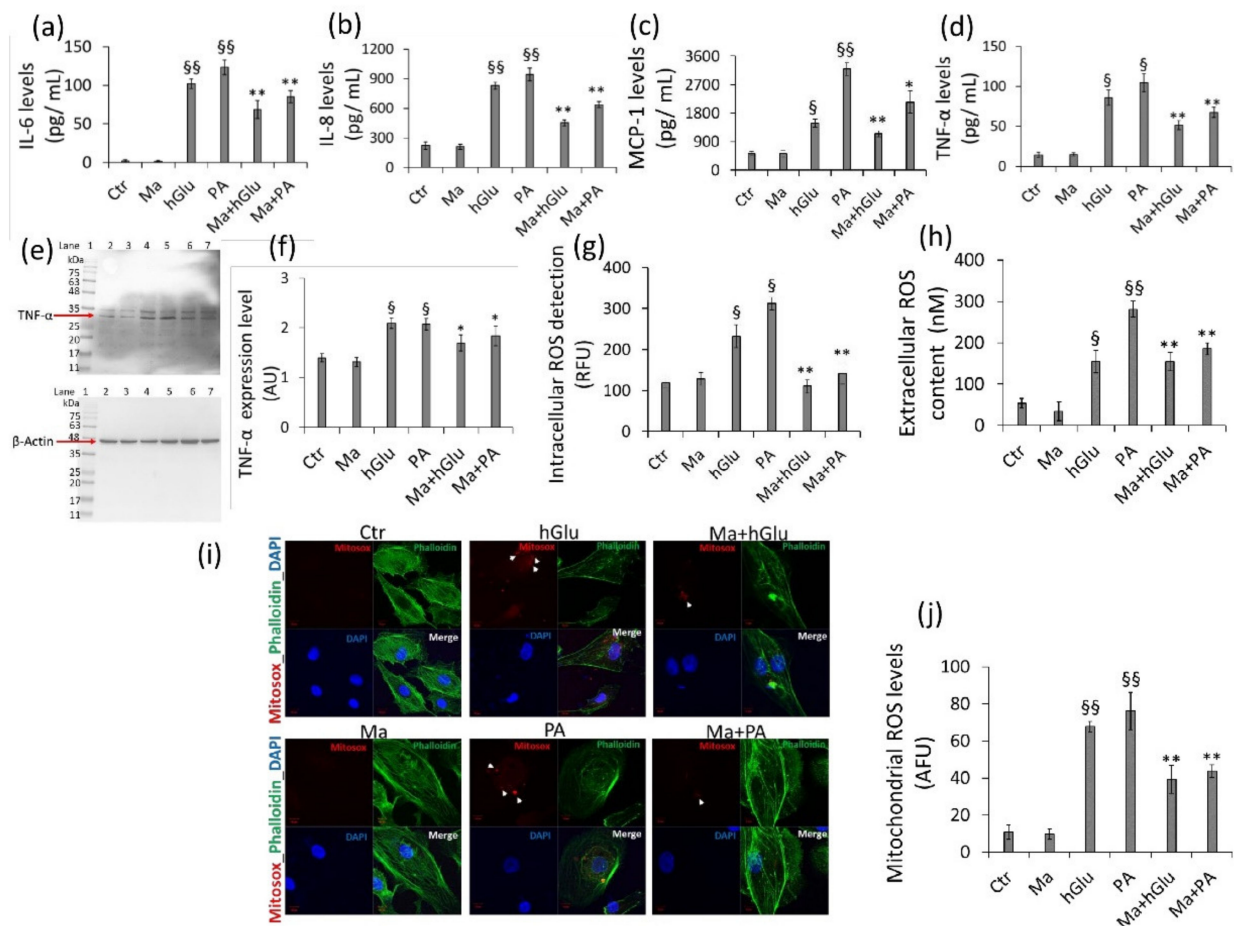 (a)
IL-6 levels
(pg/ mL)
150
100
50
0
§§
§§
**
**
Ctr
Ma
hGlu
PA
Ma+hGlu
Ma+PA
(b)
IL-8 levels
(pg/ mL)
1200
900
600
300
0
§§
§§
**
**
Ctr
Ma
hGlu
PA
Ma+hGlu
Ma+PA
(c)
MCP-1 levels
(pg/ mL)
3600
2700
1800
900
0
§
§§
**
*
Ctr
Ma
hGlu
PA
Ma+hGlu
Ma+PA
(d)
TNF-α levels
(pg/ mL)
150
100
50
0
§
§
**
**
Ctr
Ma
hGlu
PA
Ma+hGlu
Ma+PA
(e)
Lane 1 2 3 4 5 6 7
kDa
75
63
48
35
25
20
17
11
TNF-α
Lane 1 2 3 4 5 6 7
kDa
75
63
48
35
25
20
17
11
β-Actin
(f)
TNF-α expression level
(AU)
3
2
1
0
§
§
*
*
Ctr
Ma
hGlu
PA
Ma+hGlu
Ma+PA
(g)
Intracellular ROS detection
(RFU)
400
300
200
100
0
§
§
**
**
Ctr
Ma
hGlu
PA
Ma+hGlu
Ma+PA
(h)
Extracellular ROS
content (nM)
400
300
200
100
0
§
§§
**
**
Ctr
Ma
hGlu
PA
Ma+hGlu
Ma+PA
(i)
Mitosox_Phalloidin_DAPI
Ctr
hGlu
Ma+hGlu
Mitosox
Phalloidin
Mitosox
Phalloidin
Mitosox
Phalloidin
DAPI
Merge
DAPI
Merge
DAPI
Merge
Mitosox_Phalloidin_DAPI
Ma
PA
Ma+PA
Mitosox
Phalloidin
Mitosox
Phalloidin
Mitosox
Phalloidin
DAPI
Merge
DAPI
Merge
DAPI
Merge
(j)
Mitochondrial ROS levels
(AFU)
100
80
60
40
20
0
§§
§§
**
**
Ctr
Ma
hGlu
PA
Ma+hGlu
Ma+PA